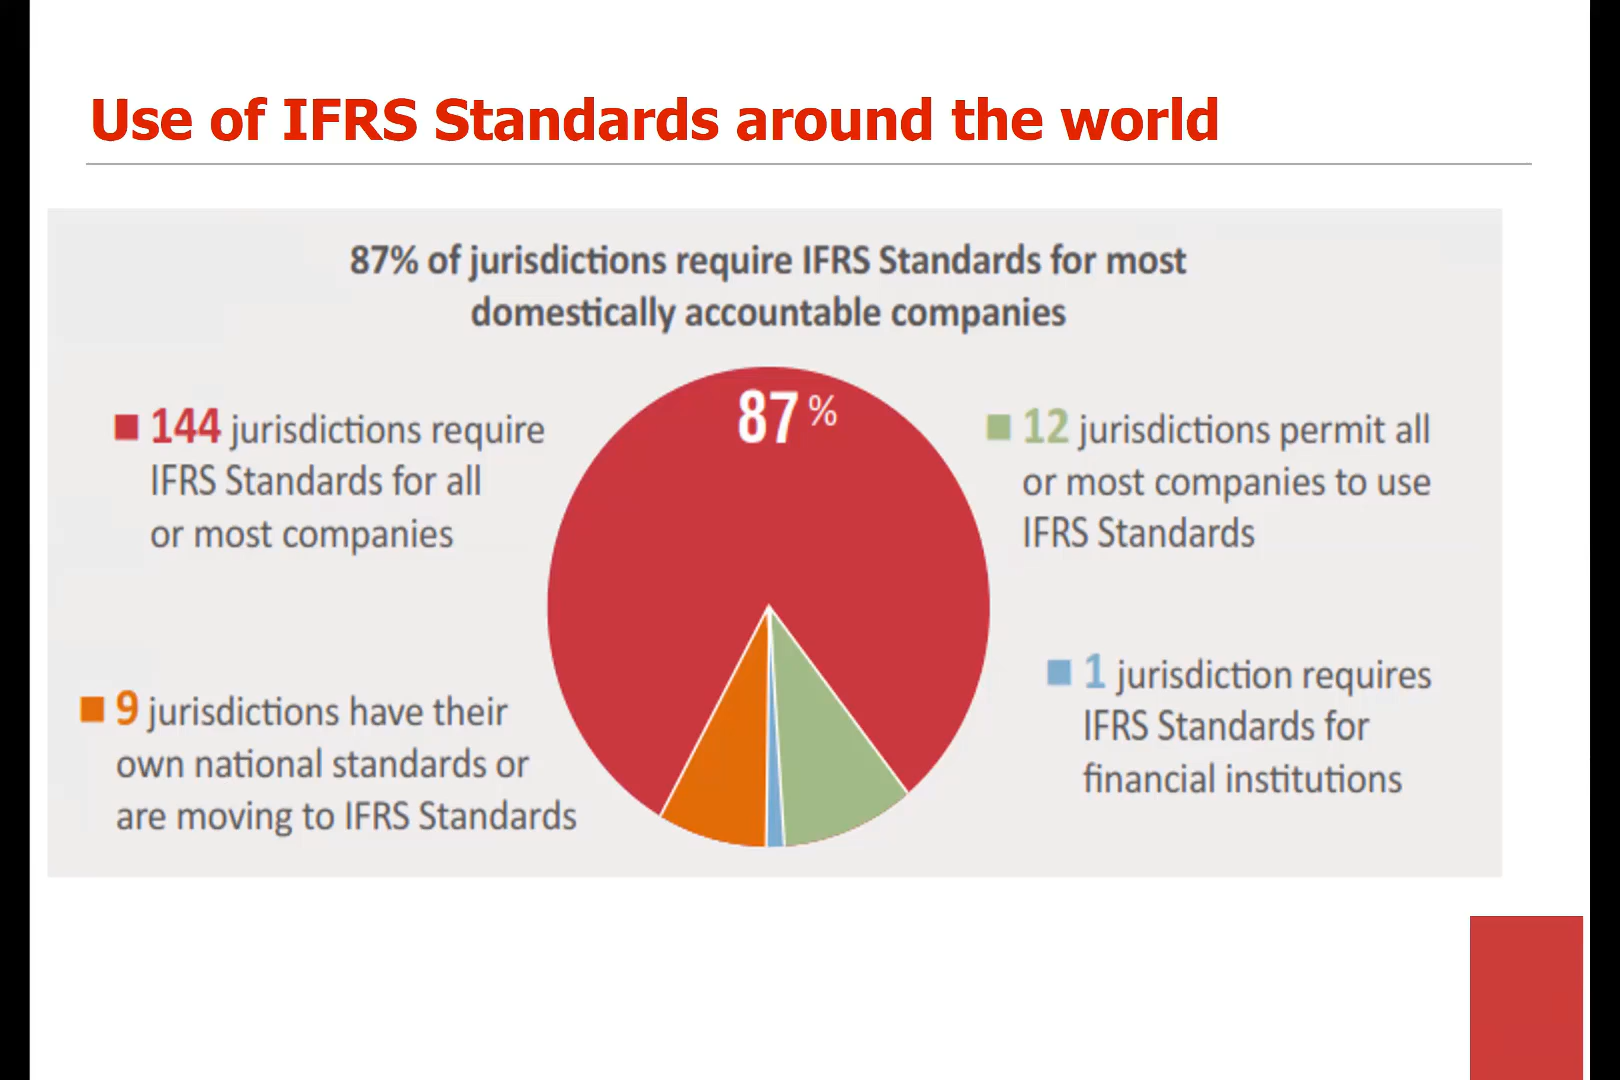 Use of IFRS Standards around the world
87% of jurisdictions require IFRS Standards for most
domestically accountable companies
144 jurisdictions require
IFRS Standards for all
or most companies
87%
12 jurisdictions permit all
or most companies to use
IFRS Standards
9 jurisdictions have their
own national standards or
are moving to IFRS Standards
1 jurisdiction requires
IFRS Standards for
financial institutions